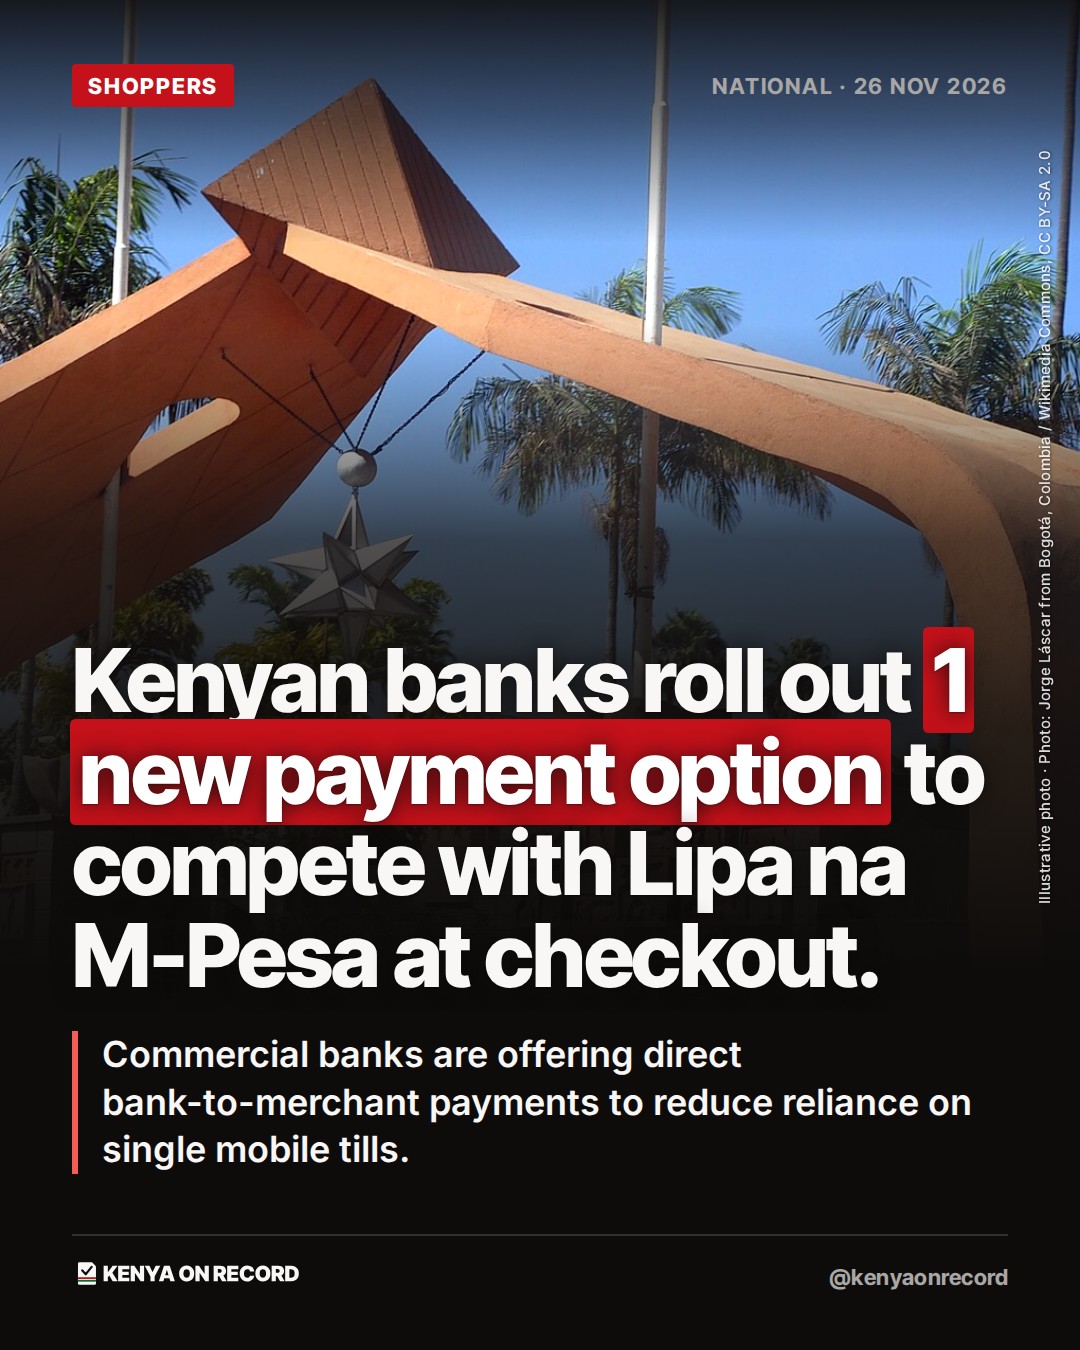 SHOPPERS
NATIONAL · 26 NOV 2026
Illustrative photo · Photo: Jorge Láscar from Bogotá, Colombia / Wikimedia Commons, CC BY-SA 2.0
Kenyan banks roll out 1
new payment option to
compete with Lipa na
M-Pesa at checkout.
Commercial banks are offering direct
bank-to-merchant payments to reduce reliance on
single mobile tills.
KENYA ON RECORD
@kenyaonrecord